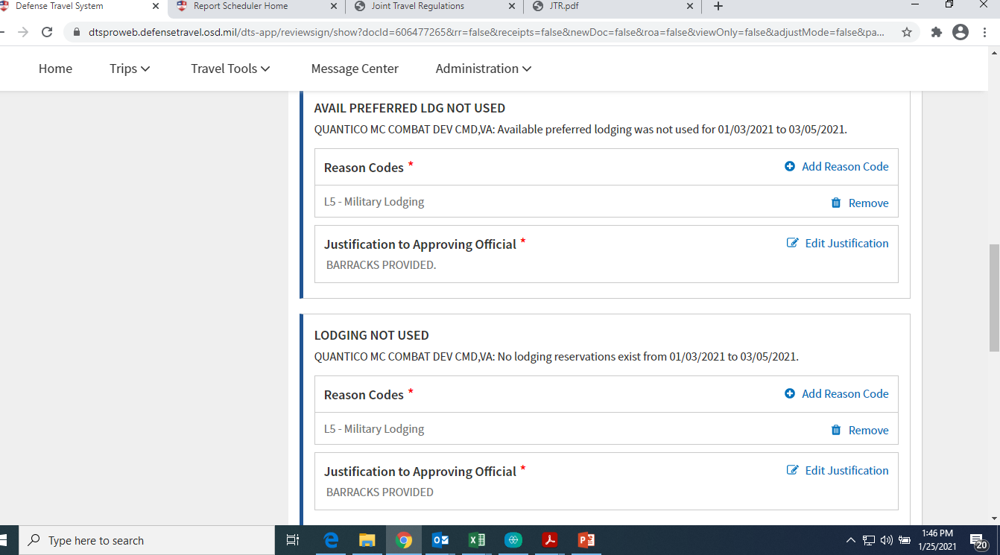 Defense Travel System × Report Scheduler Home × Joint Travel Regulations × JTR.pdf × +
dtsproweb.defensetravel.osd.mil/dts-app/reviewsign/show?docId=606477265&rr=false&receipts=false&newDoc=false&roa=false&viewOnly=false&adjustMode=false&pa...
Home Trips Travel Tools Message Center Administration
AVAIL PREFERRED LDG NOT USED
QUANTICO MC COMBAT DEV CMD,VA: Available preferred lodging was not used for 01/03/2021 to 03/05/2021.
Reason Codes * Add Reason Code
L5 - Military Lodging Remove
Justification to Approving Official * Edit Justification
BARRACKS PROVIDED.
LODGING NOT USED
QUANTICO MC COMBAT DEV CMD,VA: No lodging reservations exist from 01/03/2021 to 03/05/2021.
Reason Codes * Add Reason Code
L5 - Military Lodging Remove
Justification to Approving Official * Edit Justification
BARRACKS PROVIDED
Type here to search
1:46 PM
1/25/2021
20